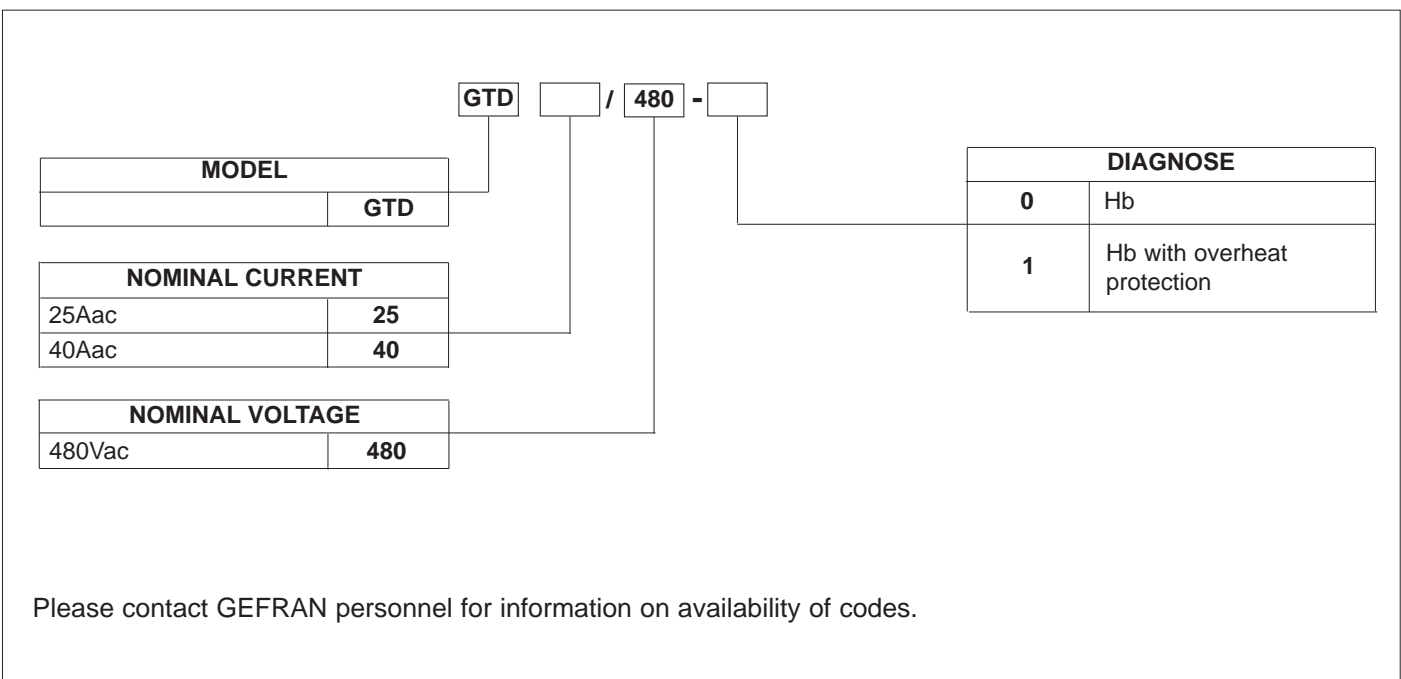 GTD / 480 -
MODEL
GTD
NOMINAL CURRENT
25Aac 25
40Aac 40
NOMINAL VOLTAGE
480Vac 480
DIAGNOSE
0 Hb
1 Hb with overheat
protection
Please contact GEFRAN personnel for information on availability of codes.